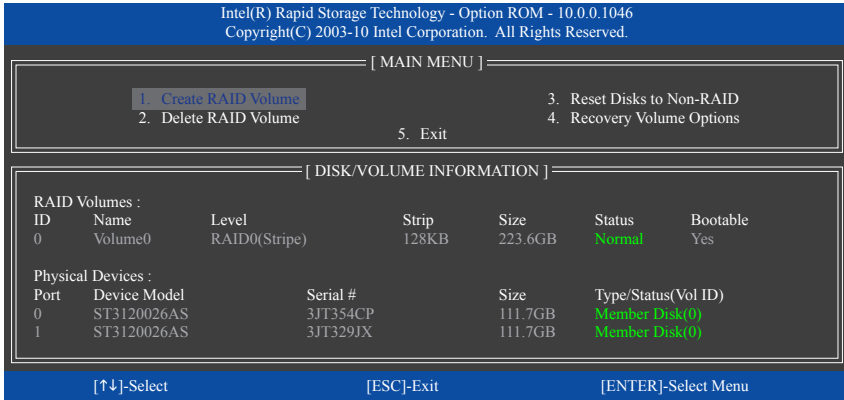 Intel(R) Rapid Storage Technology - Option ROM - 10.0.0.1046
Copyright(C) 2003-10 Intel Corporation.  All Rights Reserved.
[ MAIN MENU ]
1. Create RAID Volume 3. Reset Disks to Non-RAID
2. Delete RAID Volume 4. Recovery Volume Options
5. Exit
[ DISK/VOLUME INFORMATION ]
RAID Volumes :
ID Name Level Strip Size Status Bootable
0 Volume0 RAID0(Stripe) 128KB 223.6GB Normal Yes
Physical Devices :
Port Device Model Serial # Size Type/Status(Vol ID)
0 ST3120026AS 3JT354CP 111.7GB Member Disk(0)
1 ST3120026AS 3JT329JX 111.7GB Member Disk(0)
[↑↓]-Select [ESC]-Exit [ENTER]-Select Menu